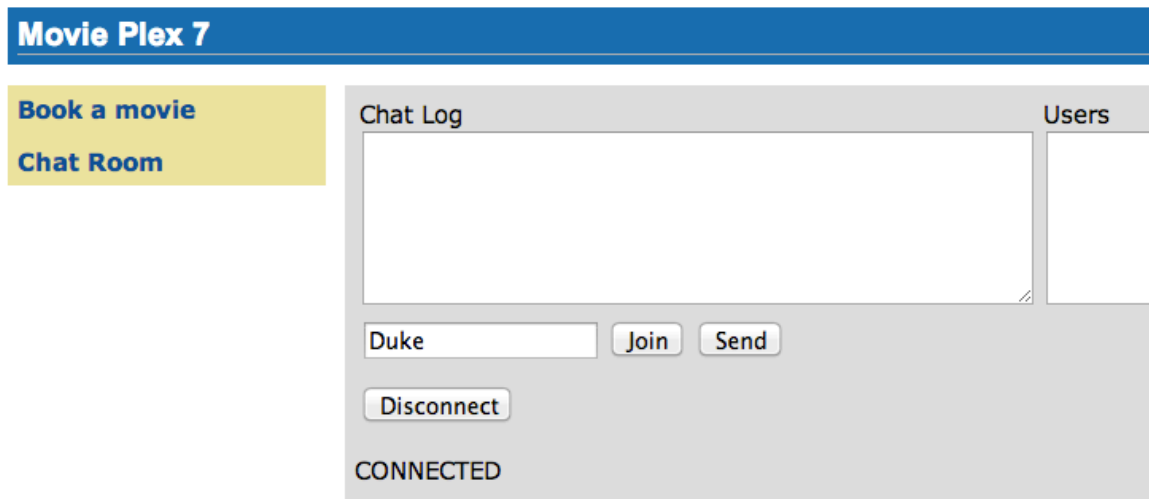 Movie Plex 7
Book a movie
Chat Room
Chat Log
Users
Duke
Join
Send
Disconnect
CONNECTED